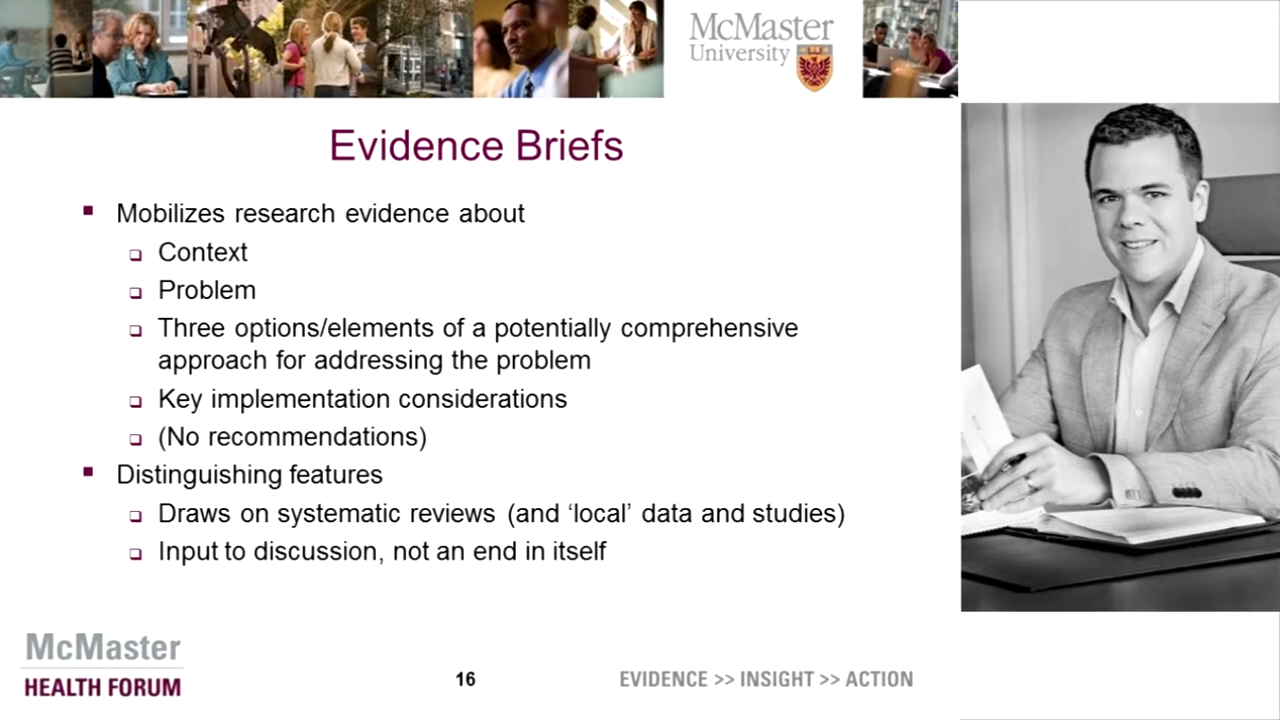 McMaster
University
Evidence Briefs
Mobilizes research evidence about
Context
Problem
Three options/elements of a potentially comprehensive
approach for addressing the problem
Key implementation considerations
(No recommendations)
Distinguishing features
Draws on systematic reviews (and ‘local’ data and studies)
Input to discussion, not an end in itself
McMaster
HEALTH FORUM
16
EVIDENCE >> INSIGHT >> ACTION